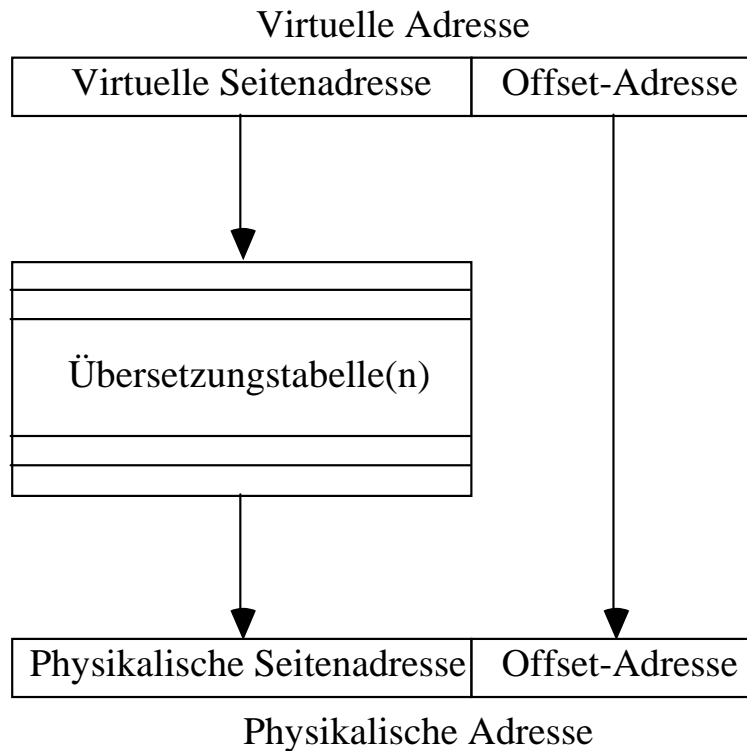 Virtuelle Adresse
Virtuelle Seitenadresse Offset-Adresse
Übersetzungstabelle(n)
Physikalische Seitenadresse Offset-Adresse
Physikalische Adresse